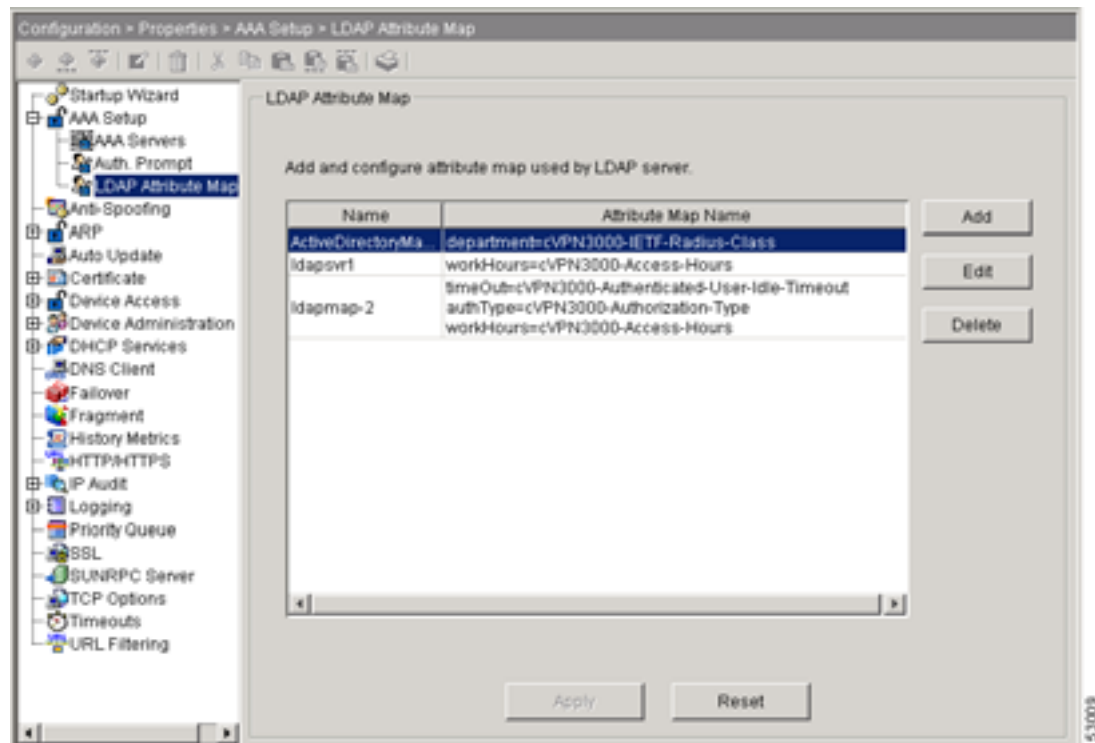 Configuration > Properties > AAA Setup > LDAP Attribute Map
Startup Wizard
AAA Setup
AAA Servers
Auth. Prompt
LDAP Attribute Map
Anti-Spoofing
ARP
Auto Update
Certificate
Device Access
Device Administration
DHCP Services
DNS Client
Failover
Fragment
History Metrics
HTTP/HTTPS
IP Audit
Logging
Priority Queue
SSL
SUNRPC Server
TCP Options
Timeouts
URL Filtering
LDAP Attribute Map
Add and configure attribute map used by LDAP server.
Name Attribute Map Name
ActiveDirectoryMa... department=cVPN3000-IETF-Radius-Class
ldapsvr1 workHours=cVPN3000-Access-Hours
ldapmap-2 timeOut=cVPN3000-Authenticated-User-Idle-Timeout
authType=cVPN3000-Authorization-Type
workHours=cVPN3000-Access-Hours
Add
Edit
Delete
Apply Reset
53009